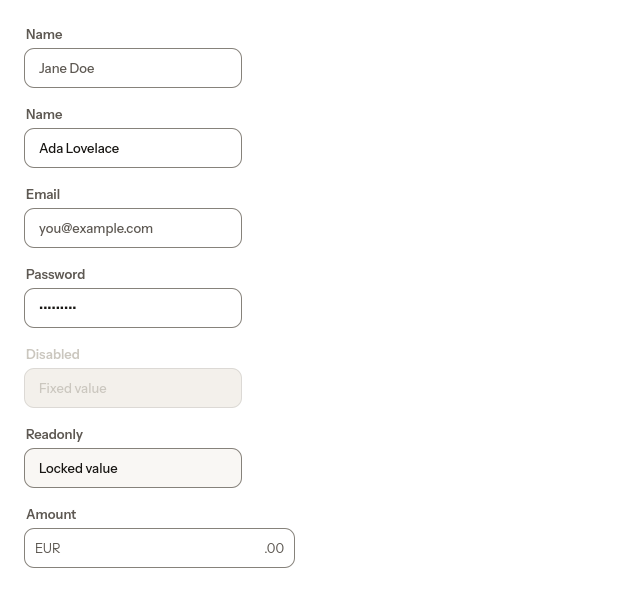 Name
Jane Doe
Name
Ada Lovelace
Email
you@example.com
Password
•••••••••
Disabled
Fixed value
Readonly
Locked value
Amount
EUR .00